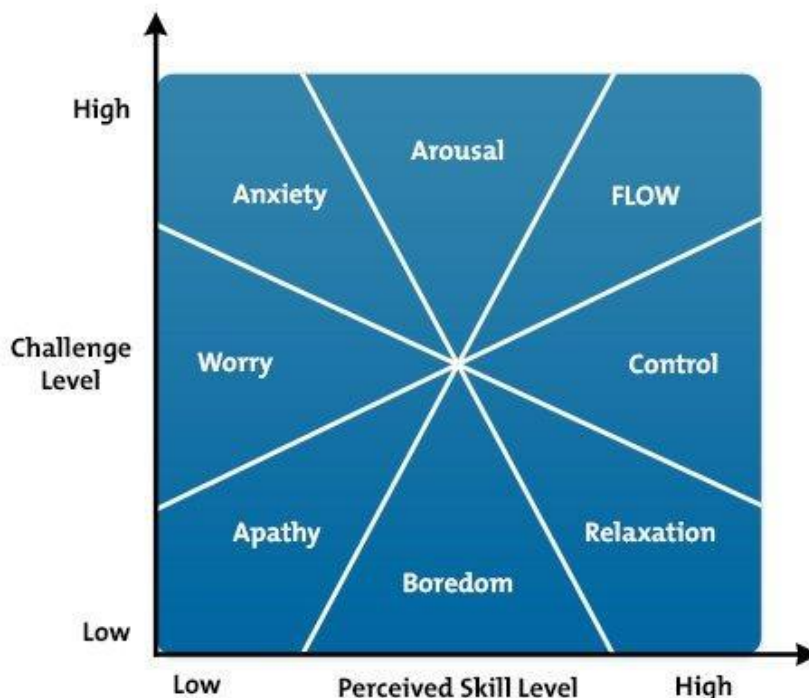 High
Arousal
Anxiety
FLOW
Challenge
Level
Worry
Control
Apathy
Relaxation
Boredom
Low
Low
Perceived Skill Level
High